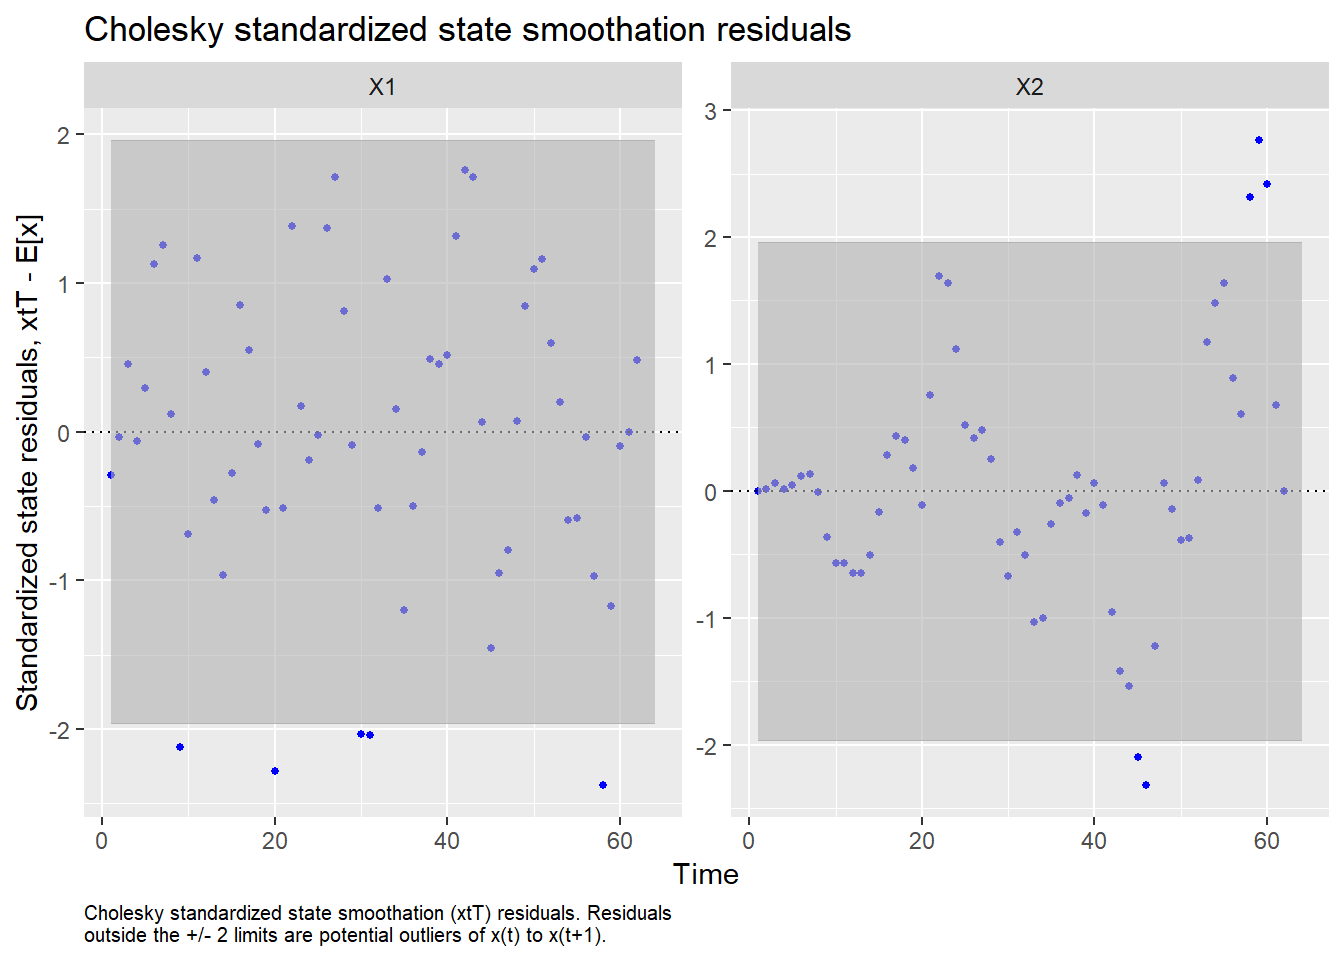 Cholesky standardized state smoothation residuals
X1
X2
Standardized state residuals, xtT - E[x]
2
1
0
-1
-2
3
2
1
0
-1
-2
0
20
40
60
0
20
40
60
Time
Cholesky standardized state smoothation (xtT) residuals. Residuals
outside the +/- 2 limits are potential outliers of x(t) to x(t+1).